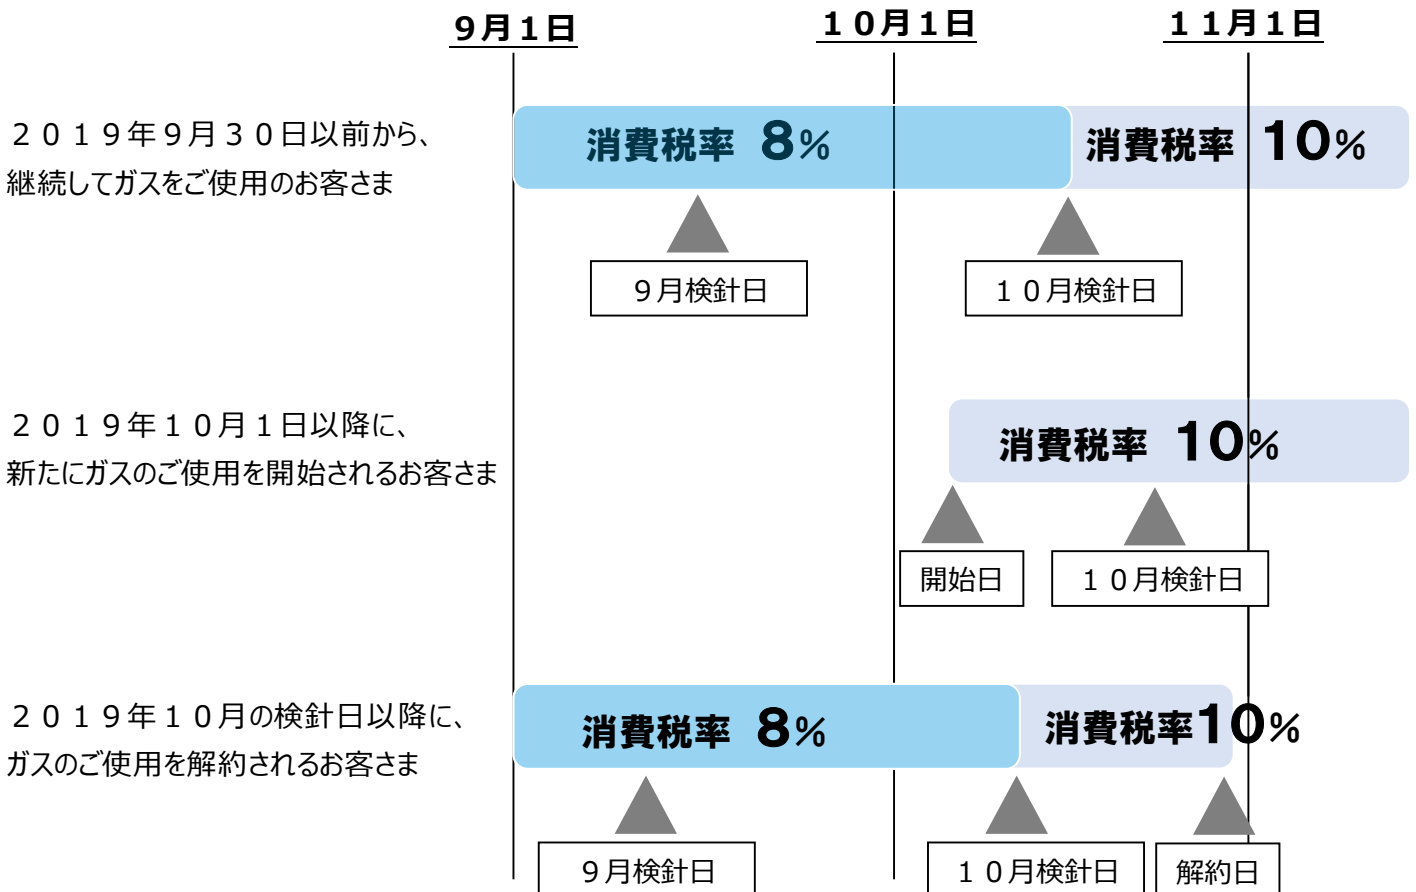 ９月１日
１０月１日
１１月１日
２０１９年９月３０日以前から、
継続してガスをご使用のお客さま
消費税率 8%
消費税率 10%
９月検針日
１０月検針日
２０１９年１０月１日以降に、
新たにガスのご使用を開始されるお客さま
消費税率 10%
開始日
１０月検針日
２０１９年１０月の検針日以降に、
ガスのご使用を解約されるお客さま
消費税率 8%
消費税率10%
９月検針日
１０月検針日
解約日